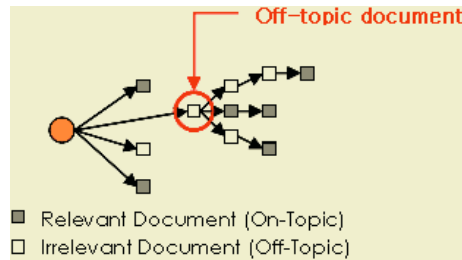 Off-topic document
Relevant Document (On-Topic)
Irrelevant Document (Off-Topic)